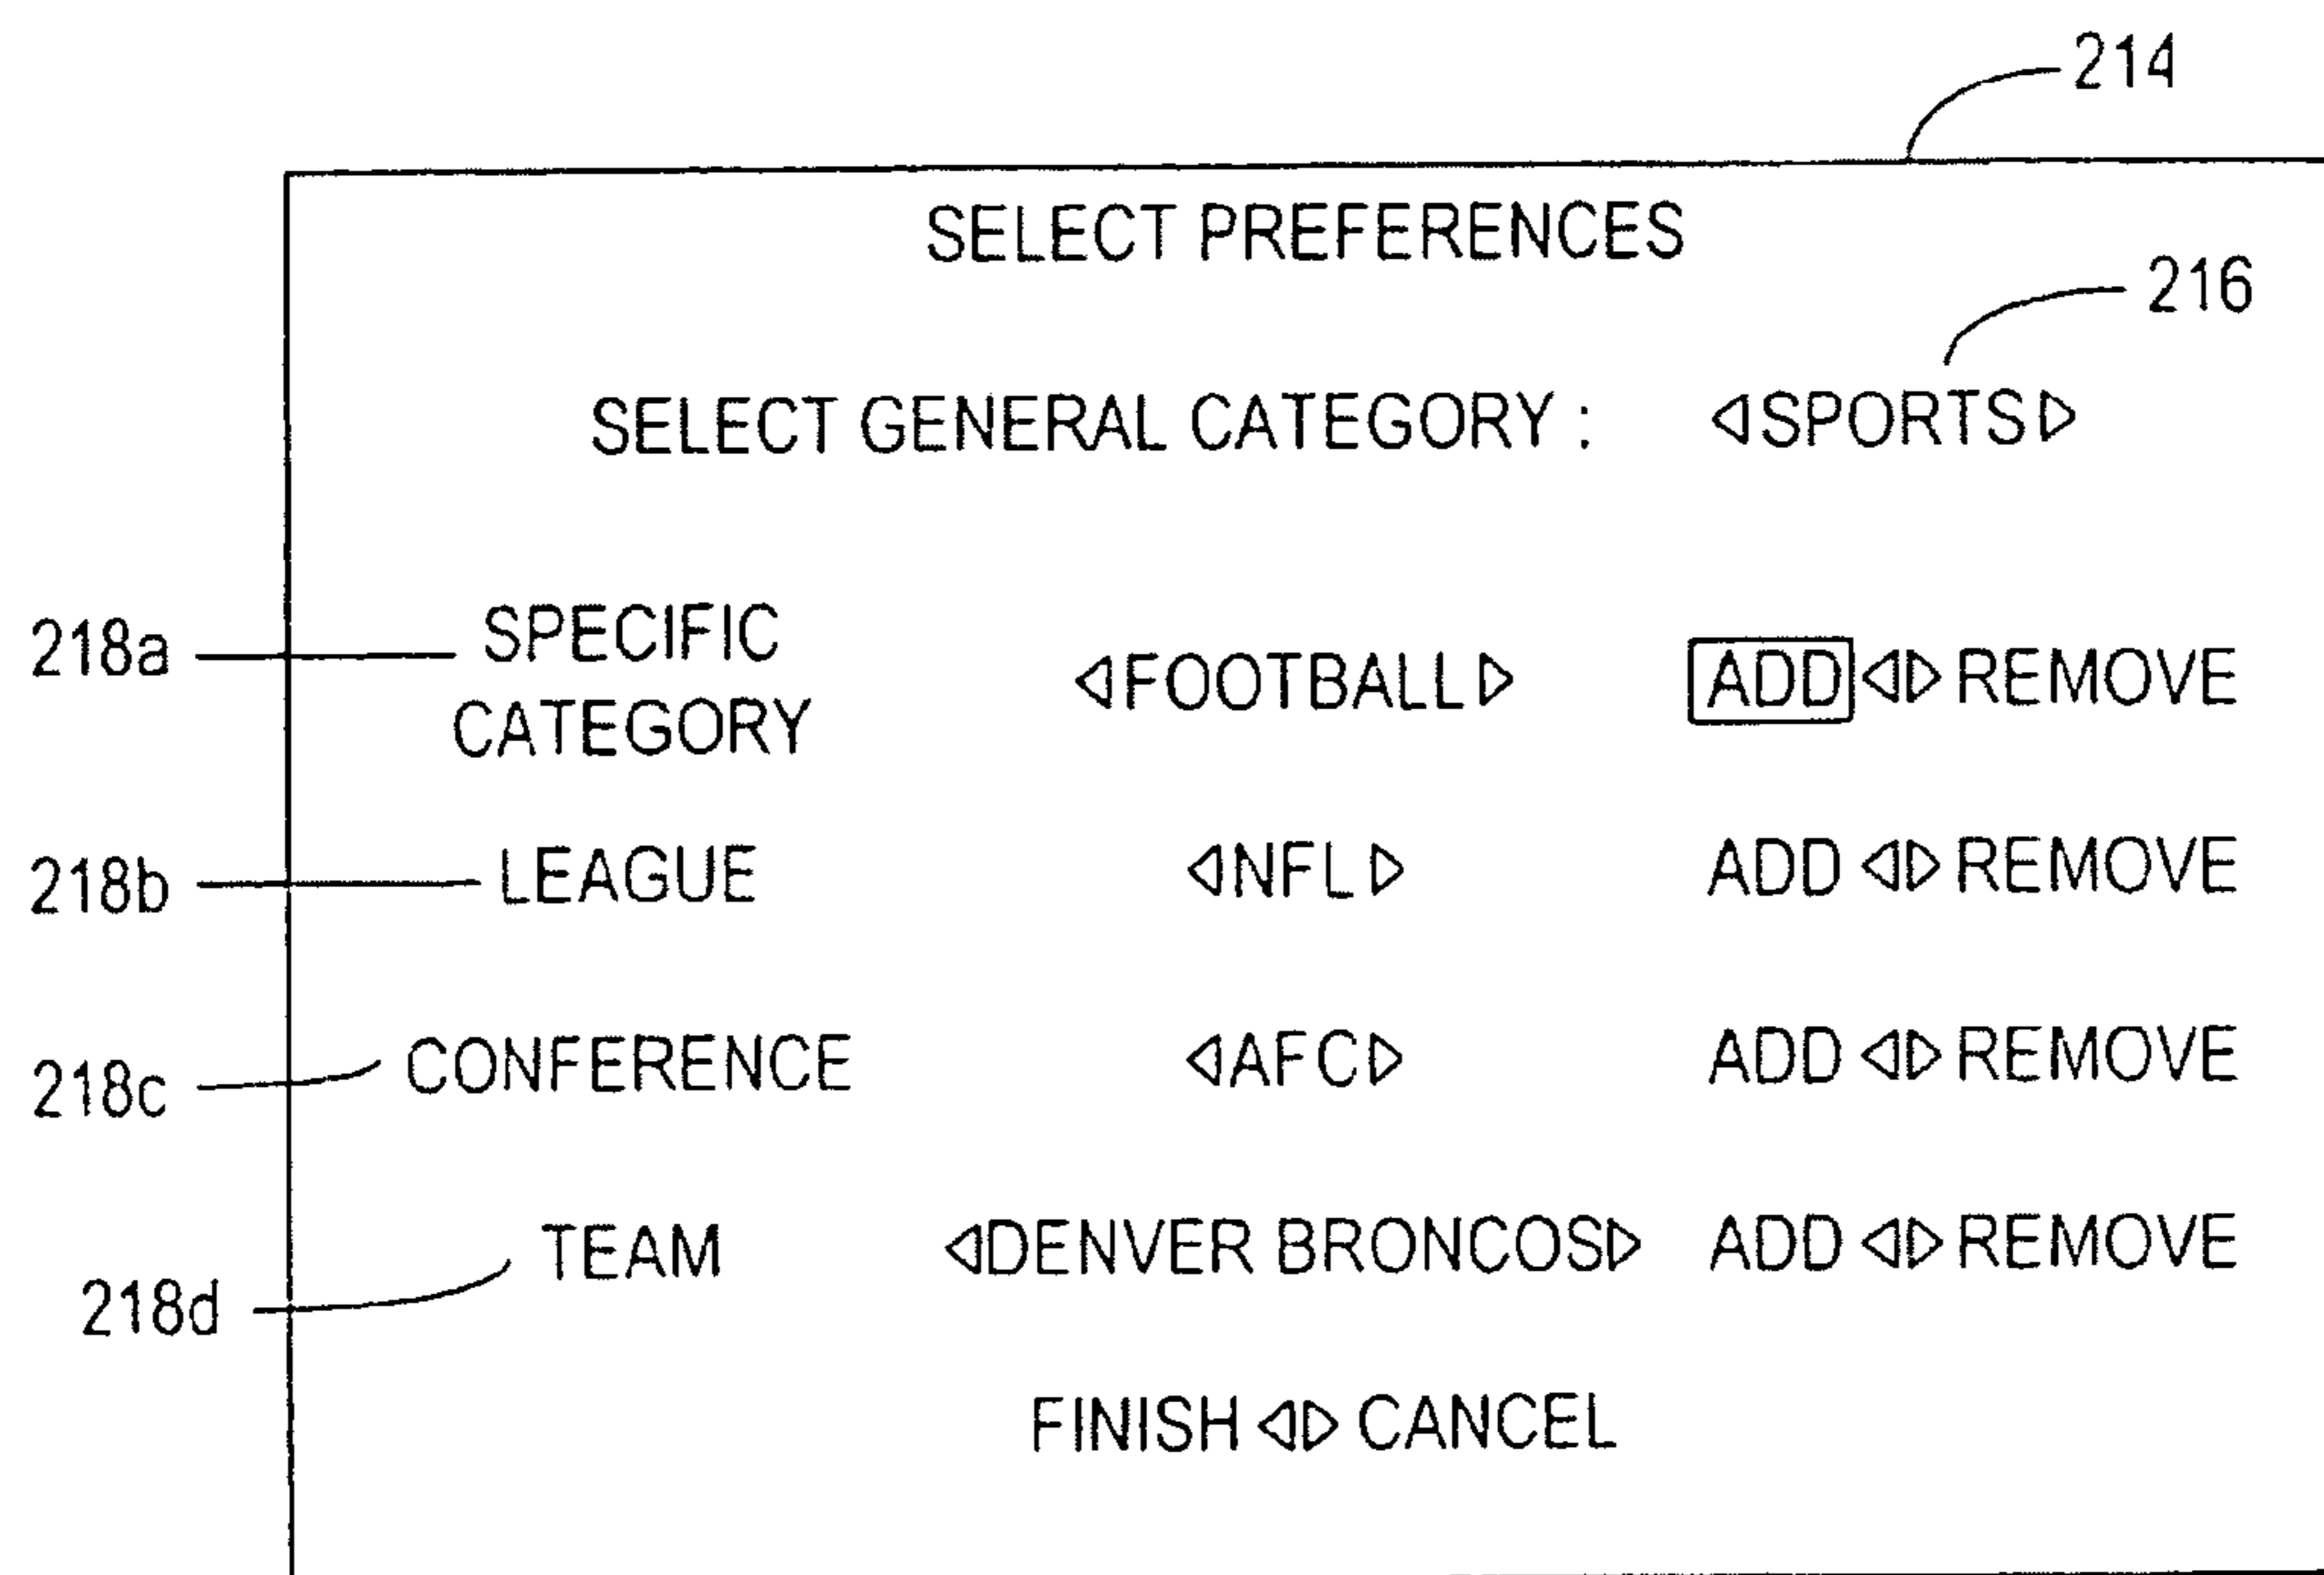 214
SELECT PREFERENCES
216
SELECT GENERAL CATEGORY : ◁SPORTS▷
218a SPECIFIC CATEGORY ◁FOOTBALL▷ ADD ◁▷ REMOVE
218b LEAGUE ◁NFL▷ ADD ◁▷ REMOVE
218c CONFERENCE ◁AFC▷ ADD ◁▷ REMOVE
218d TEAM ◁DENVER BRONCOS▷ ADD ◁▷ REMOVE
FINISH ◁▷ CANCEL